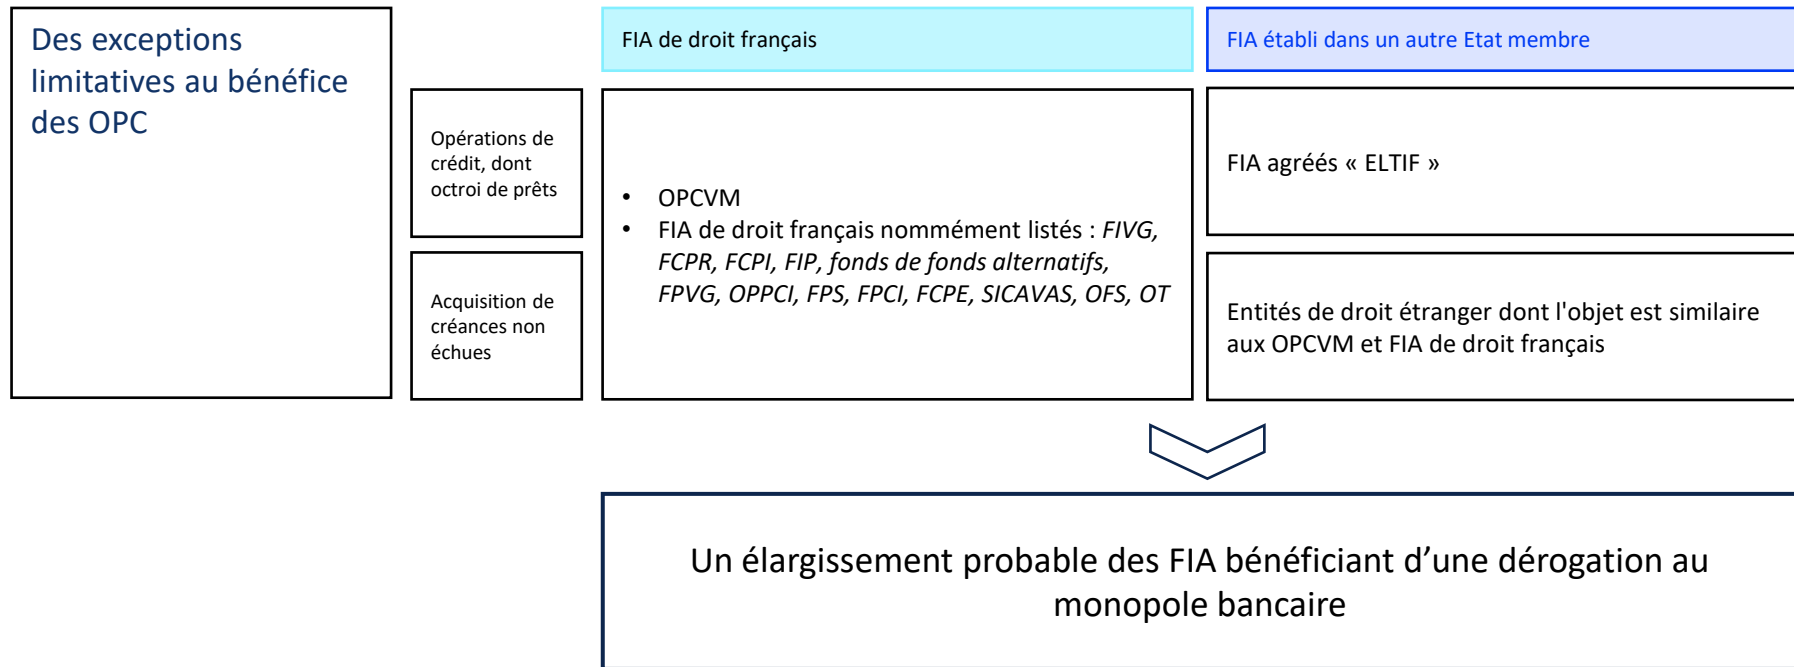 Des exceptions
limitatives au bénéfice
des OPC
FIA de droit français
FIA établi dans un autre Etat membre
Opérations de
crédit, dont
octroi de prêts
Acquisition de
créances non
échues
• OPCVM
• FIA de droit français nommément listés : FIVG,
FCPR, FCPI, FIP, fonds de fonds alternatifs,
FPVG, OPPCI, FPS, FPCI, FCPE, SICAVAS, OFS, OT
FIA agréés « ELTIF »
Entités de droit étranger dont l'objet est similaire
aux OPCVM et FIA de droit français
Un élargissement probable des FIA bénéficiant d’une dérogation au
monopole bancaire